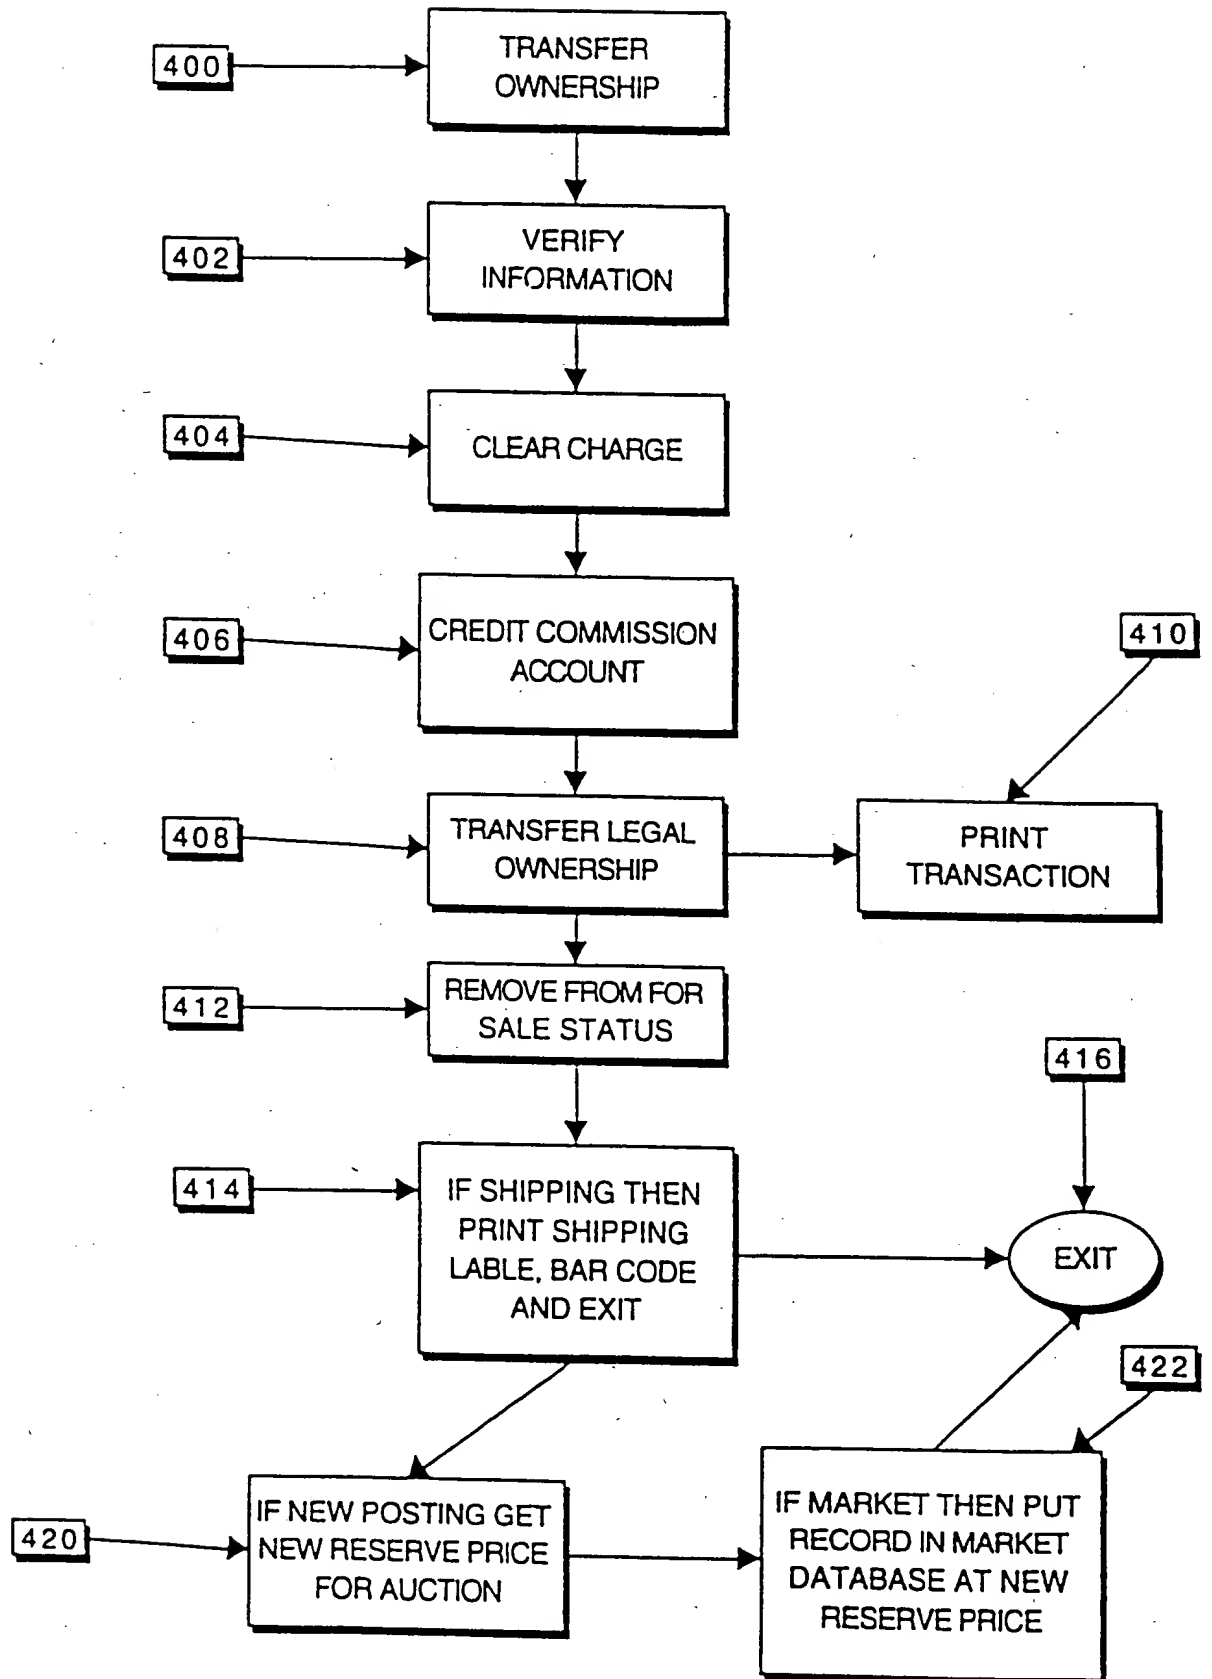 400
TRANSFER
OWNERSHIP
402
VERIFY
INFORMATION
404
CLEAR CHARGE
406
CREDIT COMMISSION
ACCOUNT
410
408
TRANSFER LEGAL
OWNERSHIP
PRINT
TRANSACTION
412
REMOVE FROM FOR
SALE STATUS
416
414
IF SHIPPING THEN
PRINT SHIPPING
LABLE, BAR CODE
AND EXIT
EXIT
422
420
IF NEW POSTING GET
NEW RESERVE PRICE
FOR AUCTION
IF MARKET THEN PUT
RECORD IN MARKET
DATABASE AT NEW
RESERVE PRICE